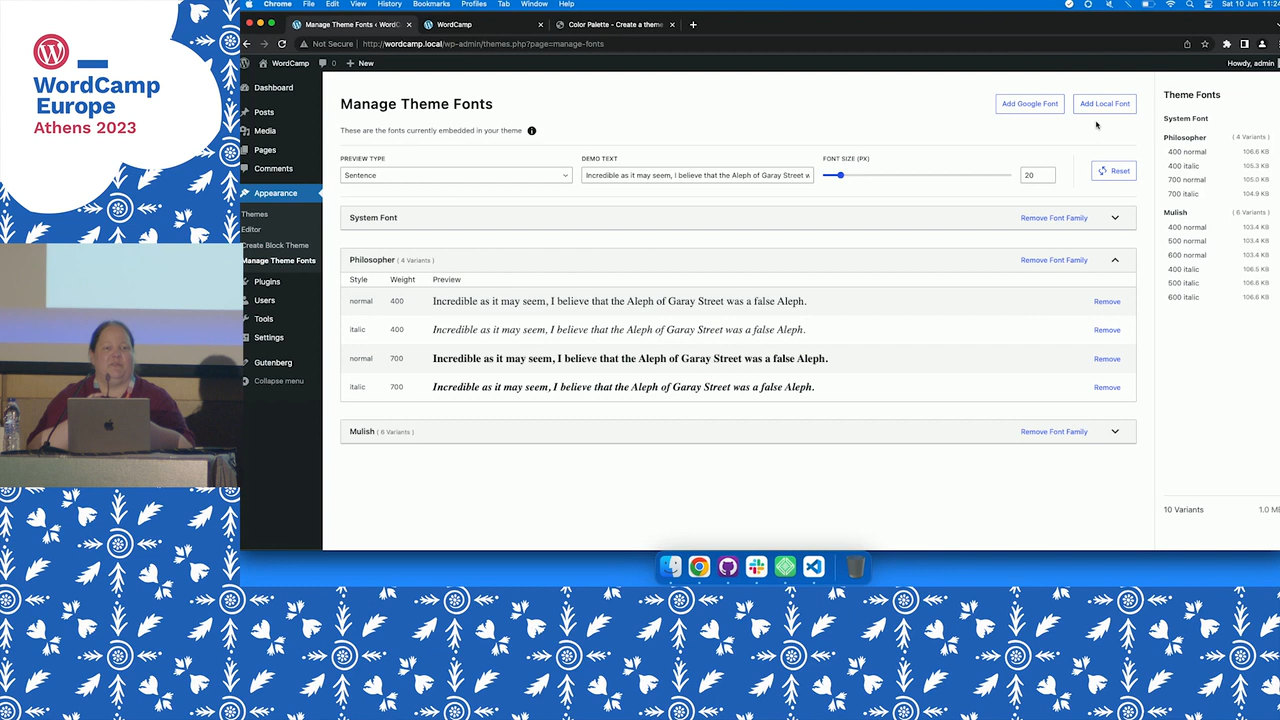 WordCamp
Europe
Athens 2023
Chrome File Edit View History Bookmarks Profiles Tab Window Help
Sat 10 Jun 11:24
Manage Theme Fonts ‹ WordC
WordCamp
Color Palette - Create a theme
Not Secure
http://wordcamp.local/wp-admin/themes.php?page=manage-fonts
WordCamp 0 New
Howdy, admin
Dashboard
Posts
Media
Pages
Comments
Appearance
Themes
Editor
Create Block Theme
Manage Theme Fonts
Plugins
Users
Tools
Settings
Gutenberg
Collapse menu
Manage Theme Fonts
Add Google Font
Add Local Font
These are the fonts currently embedded in your theme
PREVIEW TYPE
DEMO TEXT
FONT SIZE (PX)
Sentence
Incredible as it may seem, I believe that the Aleph of Garay Street w
20
Reset
System Font
Remove Font Family
Philosopher ( 4 Variants )
Remove Font Family
Style Weight Preview
normal 400 Incredible as it may seem, I believe that the Aleph of Garay Street was a false Aleph. Remove
italic 400 Incredible as it may seem, I believe that the Aleph of Garay Street was a false Aleph. Remove
normal 700 Incredible as it may seem, I believe that the Aleph of Garay Street was a false Aleph. Remove
italic 700 Incredible as it may seem, I believe that the Aleph of Garay Street was a false Aleph. Remove
Mulish ( 6 Variants )
Remove Font Family
Theme Fonts
System Font
Philosopher ( 4 Variants )
400 normal 106.6 KB
400 italic 105.3 KB
700 normal 105.0 KB
700 italic 104.9 KB
Mulish ( 6 Variants )
400 normal 103.4 KB
500 normal 103.4 KB
600 normal 103.4 KB
400 italic 106.5 KB
500 italic 106.6 KB
600 italic 106.6 KB
10 Variants 1.0 MB